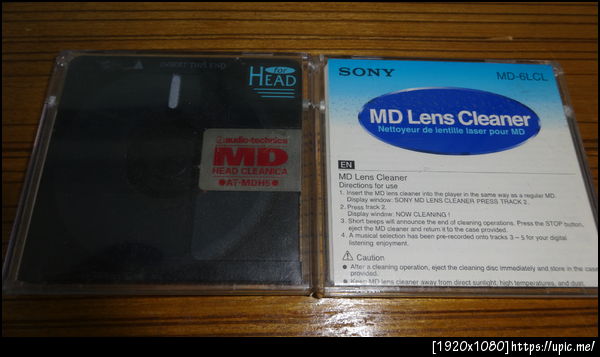 INSERT THIS END
for
HEAD
audio-technica
MD
HEAD CLEANICA
●AT-MDH5●
SONY
MD-6LCL
MD Lens Cleaner
Nettoyeur de lentille laser pour MD
EN
MD Lens Cleaner
Directions for use
1. Insert the MD lens cleaner into the player in the same way as a regular MD.
Display window: SONY MD LENS CLEANER PRESS TRACK 2.
2. Press track 2.
Display window: NOW CLEANING !
3. Short beeps will announce the end of cleaning operations. Press the STOP button,
eject the MD cleaner and return it to the case provided.
4. A musical selection has been pre-recorded onto tracks 3 – 5 for your digital
listening enjoyment.
Caution
● After a cleaning operation, eject the cleaning disc immediately and store in the case
provided.
● Keep MD lens cleaner away from direct sunlight, high temperatures, and dust.
[1920x1080]https://upic.me/